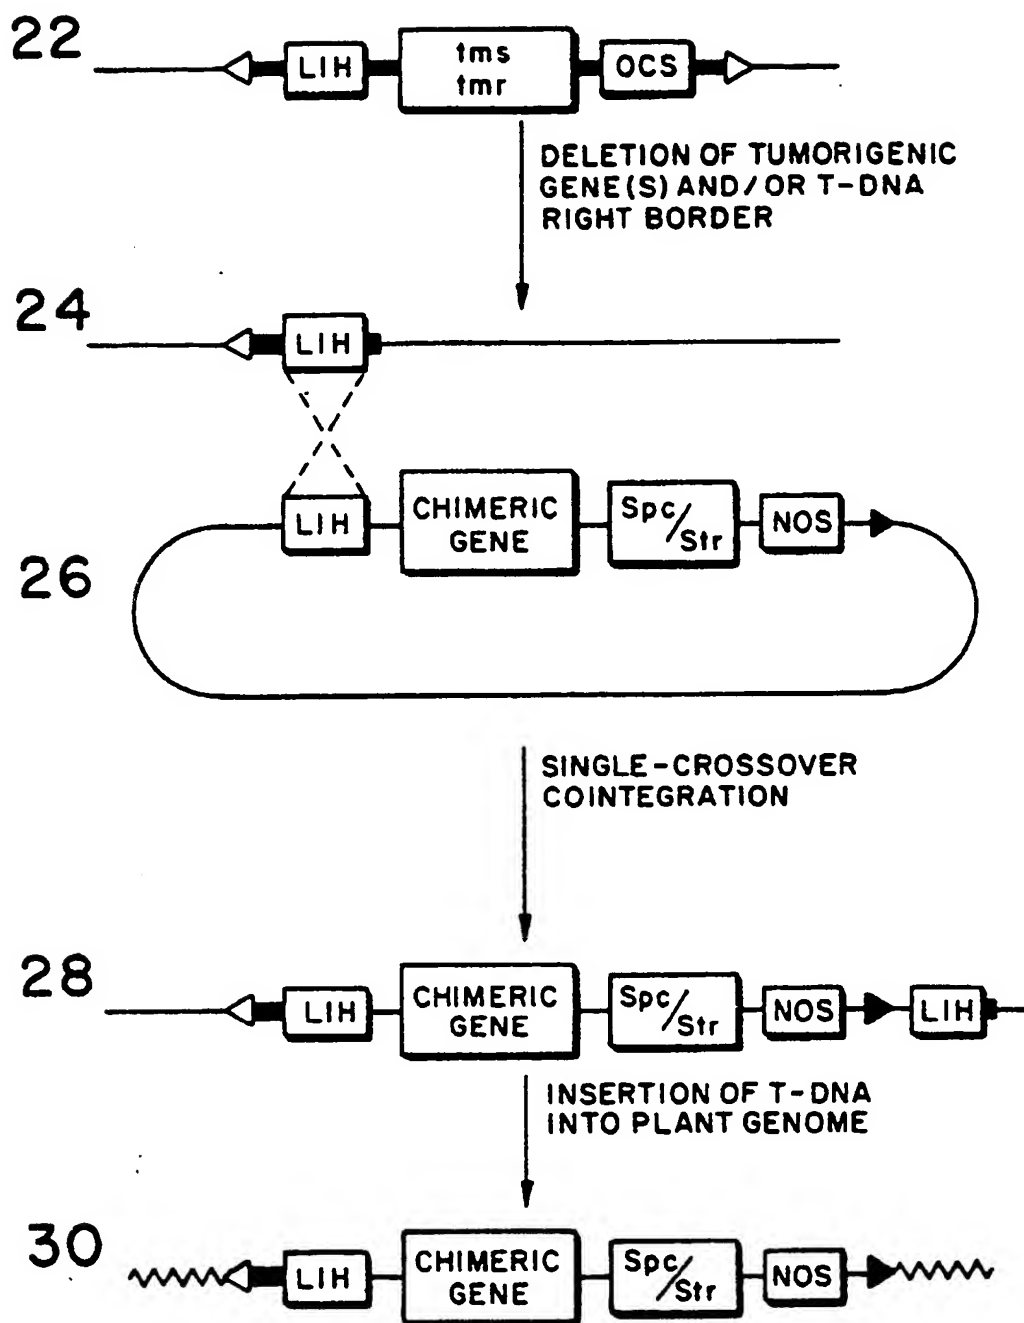 22
LIH
tms
tmr
OCS
DELETION OF TUMORIGENIC
GENE(S) AND/OR T-DNA
RIGHT BORDER
24
LIH
26
LIH
CHIMERIC
GENE
Spc/
Str
NOS
SINGLE-CROSSOVER
COINTEGRATION
28
LIH
CHIMERIC
GENE
Spc/
Str
NOS
LIH
INSERTION OF T-DNA
INTO PLANT GENOME
30
LIH
CHIMERIC
GENE
Spc/
Str
NOS